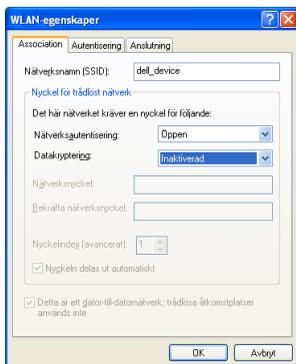 WLAN-egenskaper
Association
Autentisering
Anslutning
Nätverksnamn (SSID):
dell_device
Nyckel för trådlöst nätverk
Det här nätverket kräver en nyckel för följande:
Nätverksautentisering:
Öppen
Datakryptering:
Inaktiverad
Nätverksnyckel:
Bekräfta nätverksnyckel:
Nyckelindex (avancerat):
1
Nyckeln delas ut automatiskt
Detta är ett dator-till-datornätverk; trådlösa åtkomstplatser
används inte
OK
Avbryt